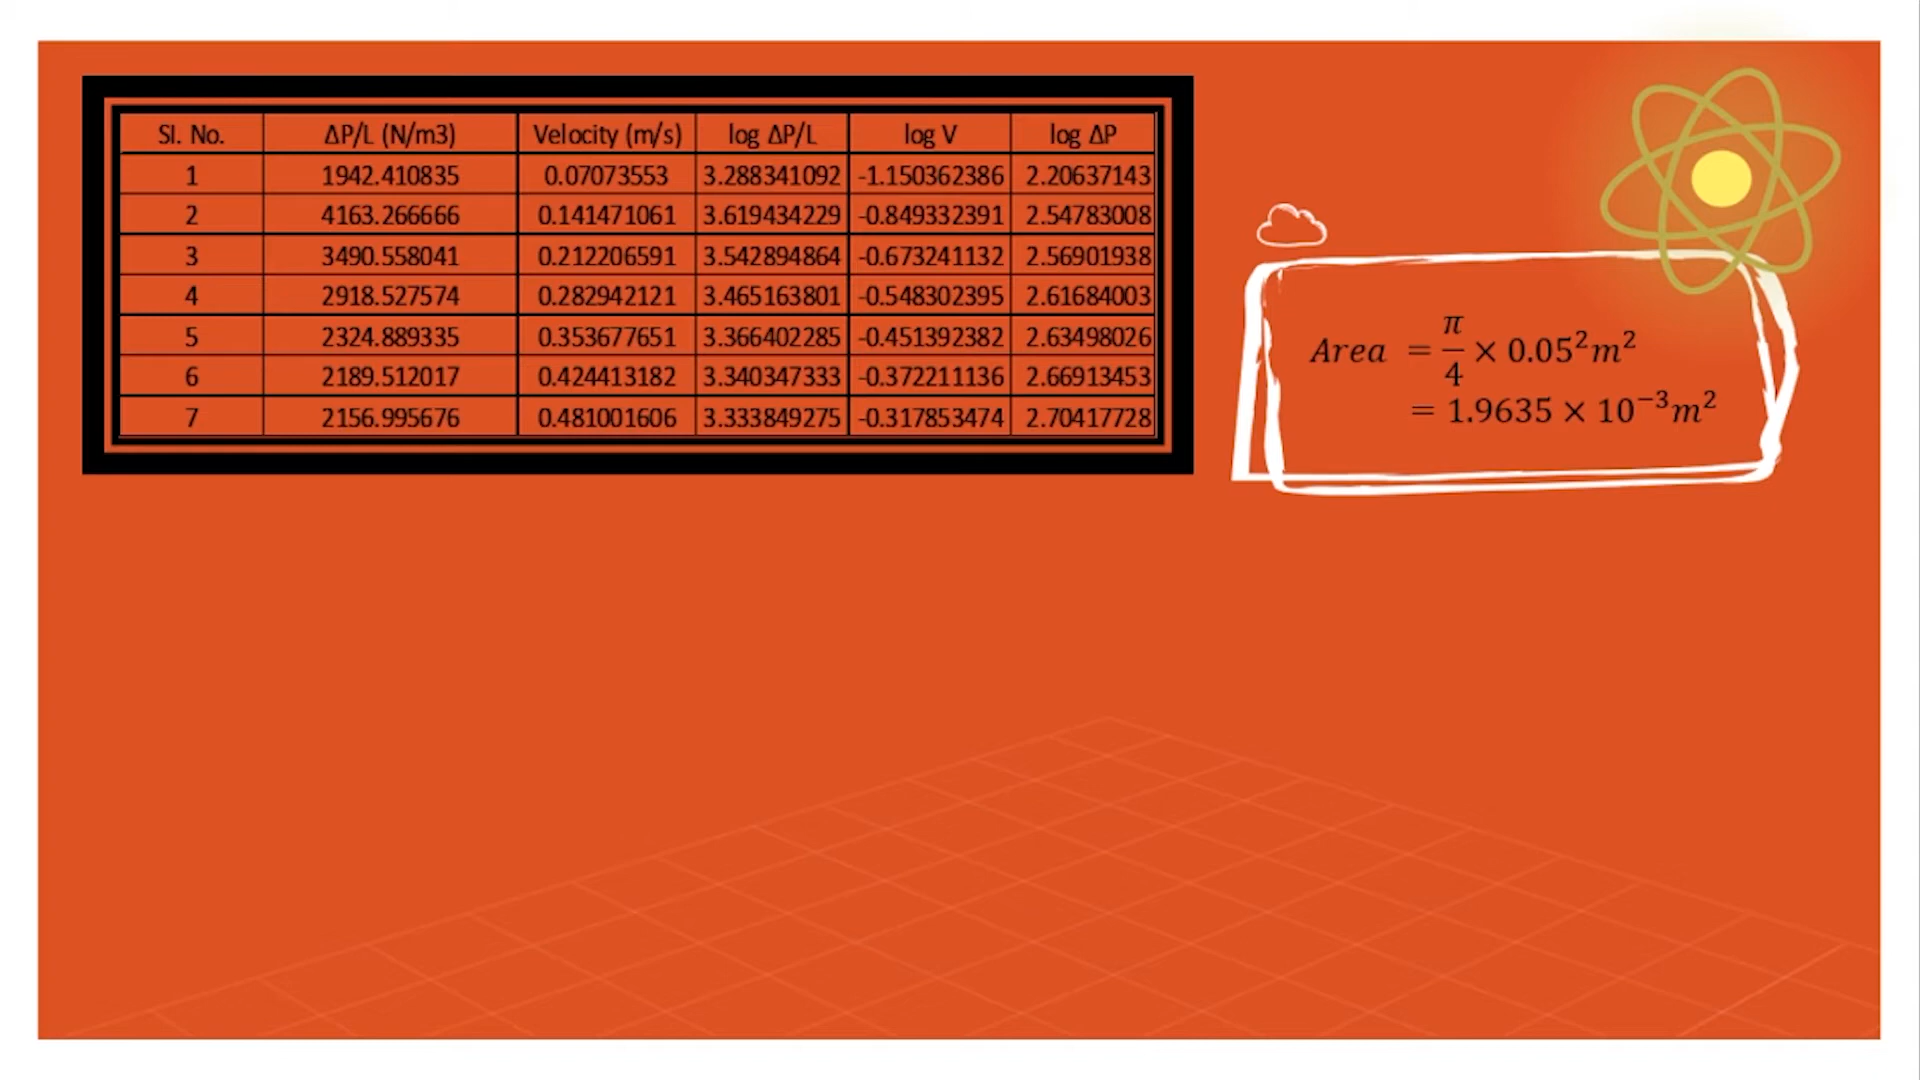 Sl. No. ΔP/L (N/m3) Velocity (m/s) log ΔP/L log V log ΔP
1 1942.410835 0.07073553 3.288341092 -1.150362386 2.20637143
2 4163.266666 0.141471061 3.619434229 -0.849332391 2.54783008
3 3490.558041 0.212206591 3.542894864 -0.673241132 2.56901938
4 2918.527574 0.282942121 3.465163801 -0.548302395 2.61684003
5 2324.889335 0.353677651 3.366402285 -0.451392382 2.63498026
6 2189.512017 0.424413182 3.340347333 -0.372211136 2.66913453
7 2156.995676 0.481001606 3.333849275 -0.317853474 2.70417728
Area = π/4 × 0.05²m²
= 1.9635 × 10⁻³m²